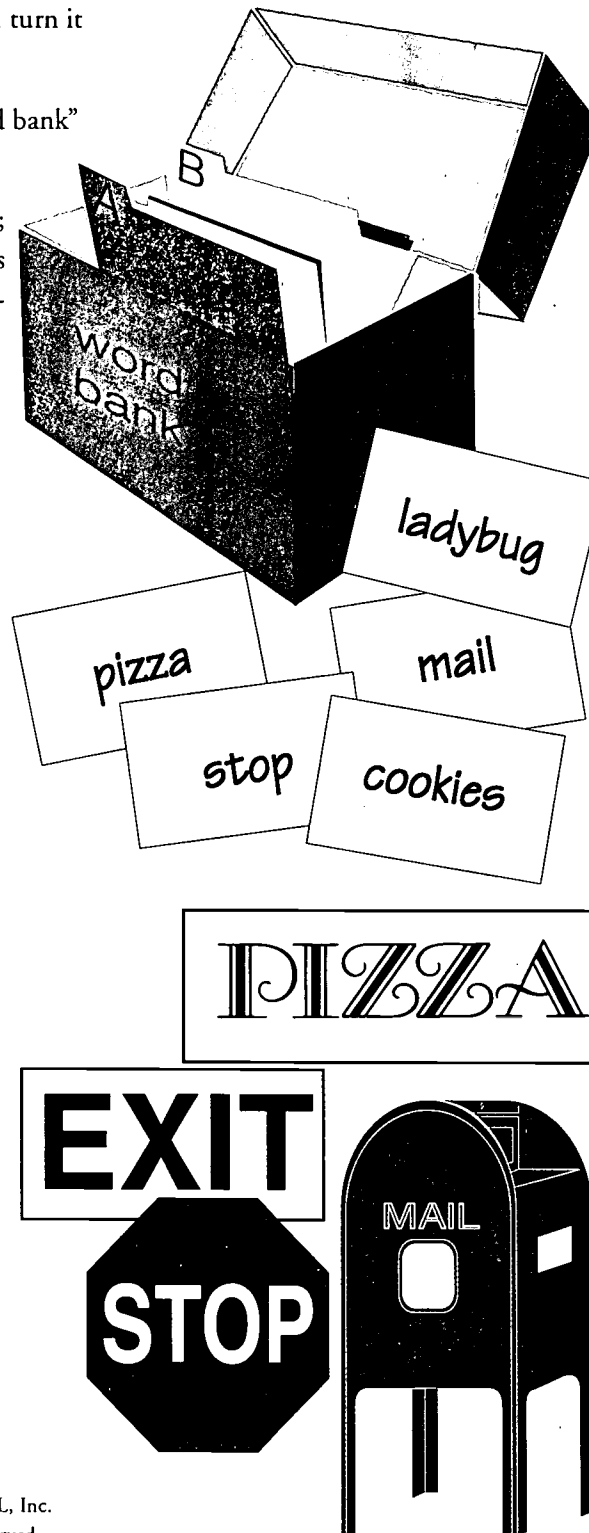 turn it
bank”
;
s
-
B
A
word
bank
ladybug
pizza
mail
stop
cookies
PIZZA
EXIT
MAIL
STOP
L, Inc.